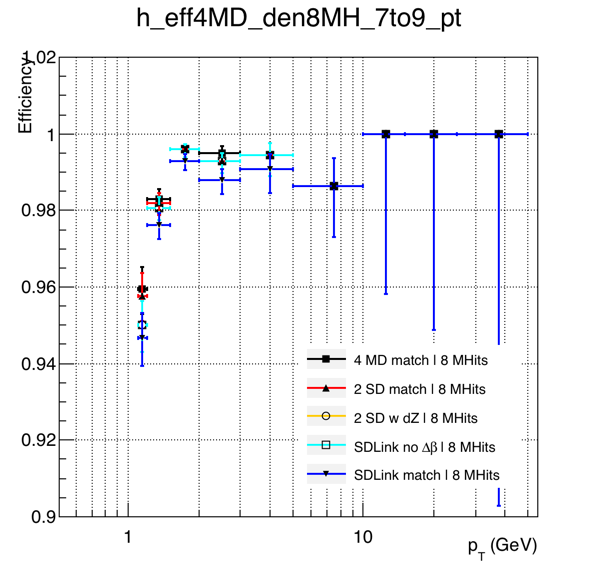 h_eff4MD_den8MH_7to9_pt
Efficiency
1.02
1
0.98
0.96
0.94
0.92
0.9
4 MD match | 8 MHits
2 SD match | 8 MHits
2 SD w dZ | 8 MHits
SDLink no Δβ | 8 MHits
SDLink match | 8 MHits
1
10
p_T (GeV)